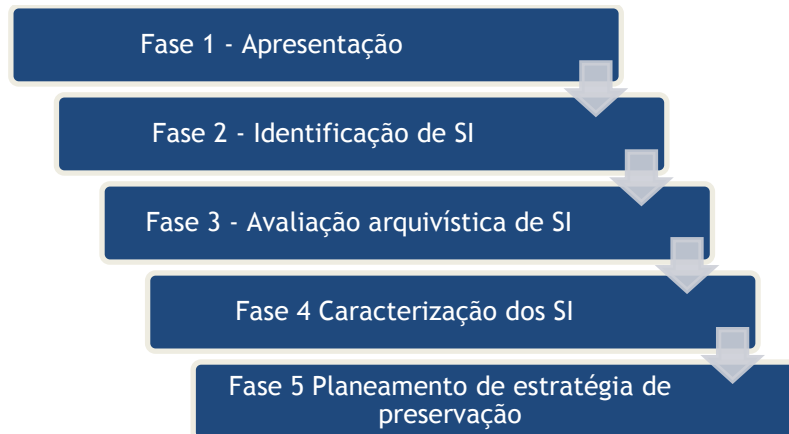 Fase 1 - Apresentação
Fase 2 - Identificação de SI
Fase 3 - Avaliação arquivística de SI
Fase 4 Caracterização dos SI
Fase 5 Planeamento de estratégia de
preservação